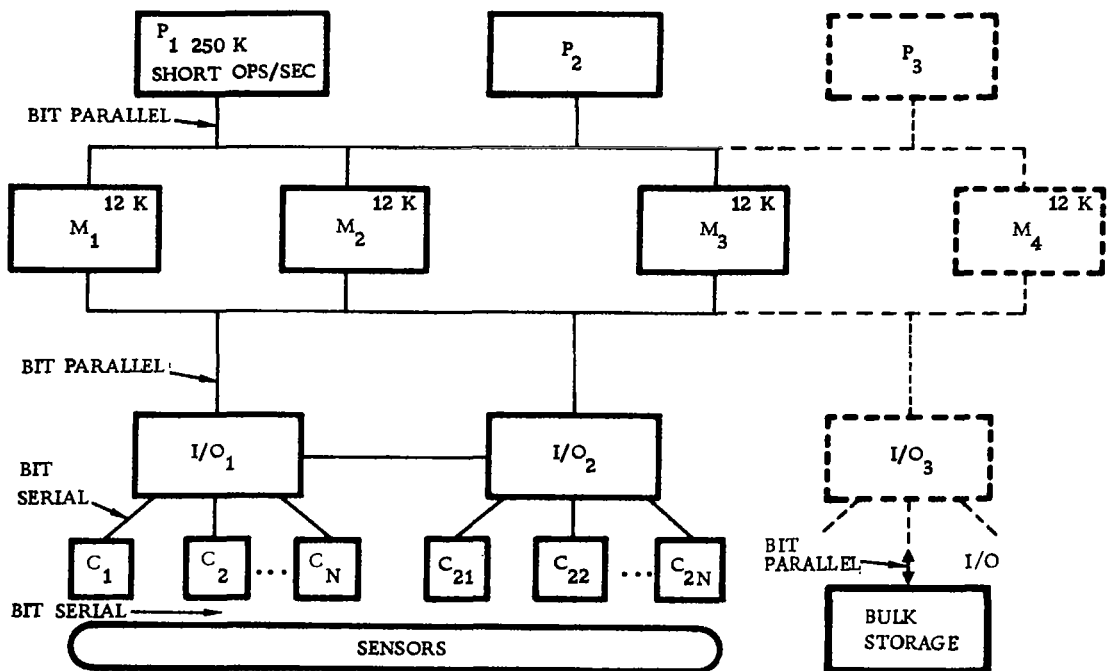 P1 250 K
SHORT OPS/SEC
P2
P3
BIT PARALLEL
12 K
M1
12 K
M2
12 K
M3
12 K
M4
BIT PARALLEL
I/O1
I/O2
I/O3
BIT
SERIAL
C1
C2
...
CN
C21
C22
...
C2N
BIT
PARALLEL
I/O
BIT SERIAL
SENSORS
BULK
STORAGE